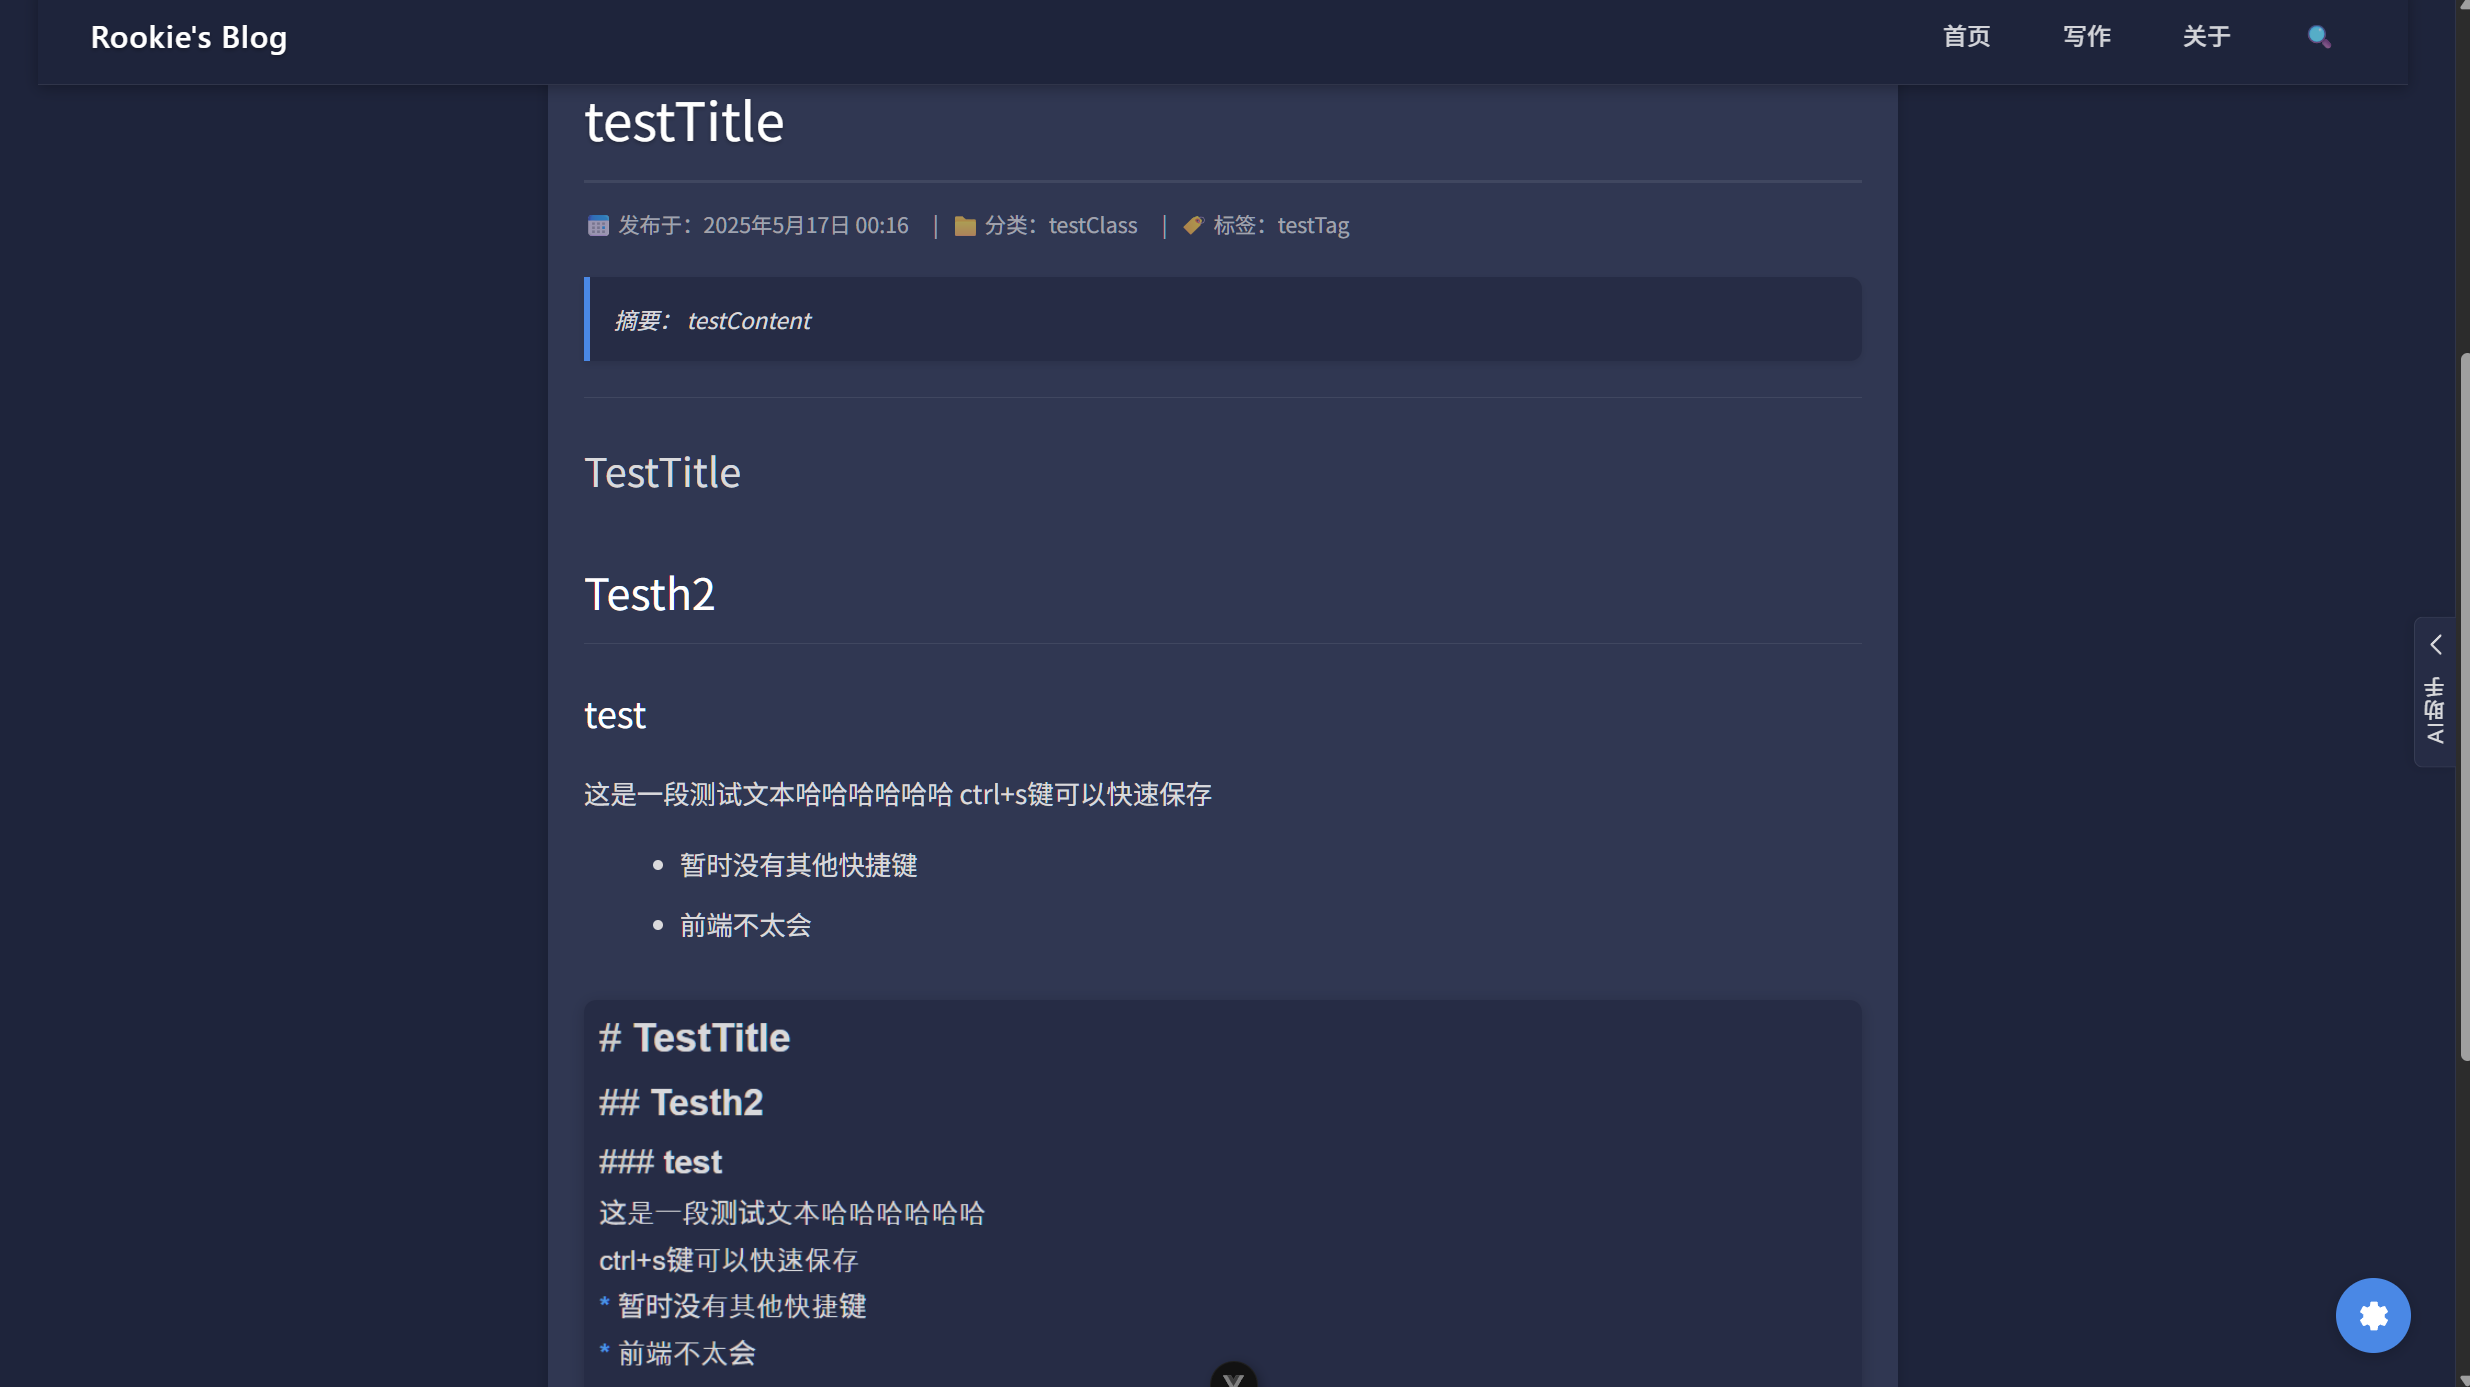 Rookie's Blog
首页 写作 关于
testTitle
发布于：2025年5月17日 00:16 | 分类：testClass | 标签：testTag
摘要： testContent
TestTitle
Testh2
test
这是一段测试文本哈哈哈哈哈哈 ctrl+s键可以快速保存
• 暂时没有其他快捷键
• 前端不太会
# TestTitle
## Testh2
### test
这是一段测试文本哈哈哈哈哈哈
ctrl+s键可以快速保存
* 暂时没有其他快捷键
* 前端不太会
AI助手